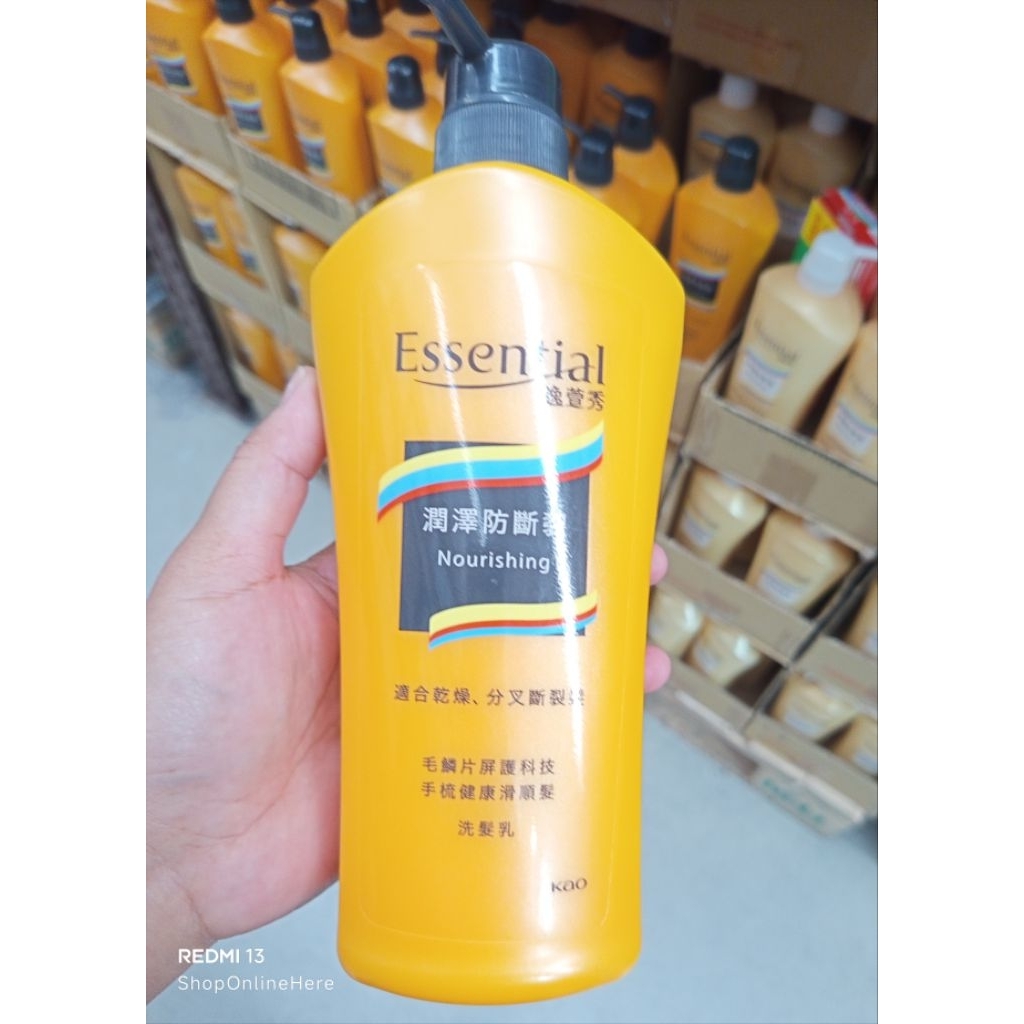 Essential
逸萱秀
潤澤防斷裂
Nourishing
適合乾燥、分叉斷裂髮
毛鱗片屏護科技
手梳健康滑順髮
洗髮乳
Kao
REDMI 13
ShopOnlineHere